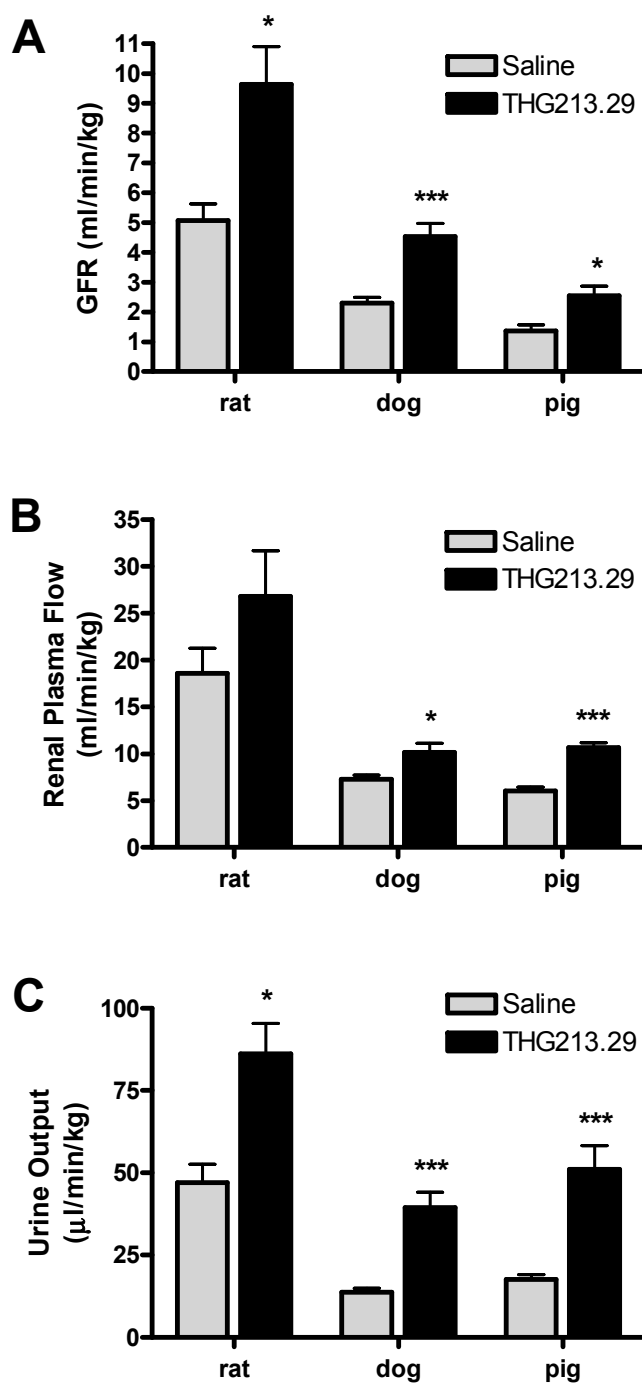 A
GFR (ml/min/kg)
11
10
9
8
7
6
5
4
3
2
1
0
*
***
*
Saline
THG213.29
rat dog pig
B
Renal Plasma Flow
(ml/min/kg)
35
30
25
20
15
10
5
0
*
***
Saline
THG213.29
rat dog pig
C
Urine Output
(μl/min/kg)
100
75
50
25
0
*
***
***
Saline
THG213.29
rat dog pig